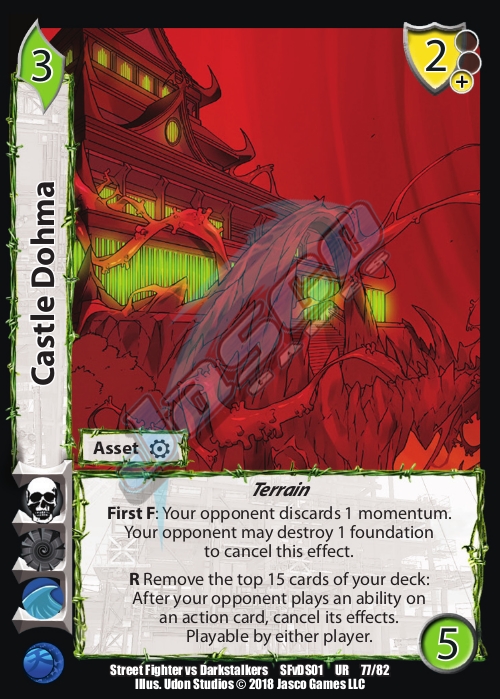 3
2
+
Castle Dohma
JASCO
GAMES
Asset
Terrain
First F: Your opponent discards 1 momentum.
Your opponent may destroy 1 foundation
to cancel this effect.
R Remove the top 15 cards of your deck:
After your opponent plays an ability on
an action card, cancel its effects.
Playable by either player.
5
Street Fighter vs Darkstalkers SFvDS01 UR 77/82
Illus. Udon Studios © 2018 Jasco Games LLC